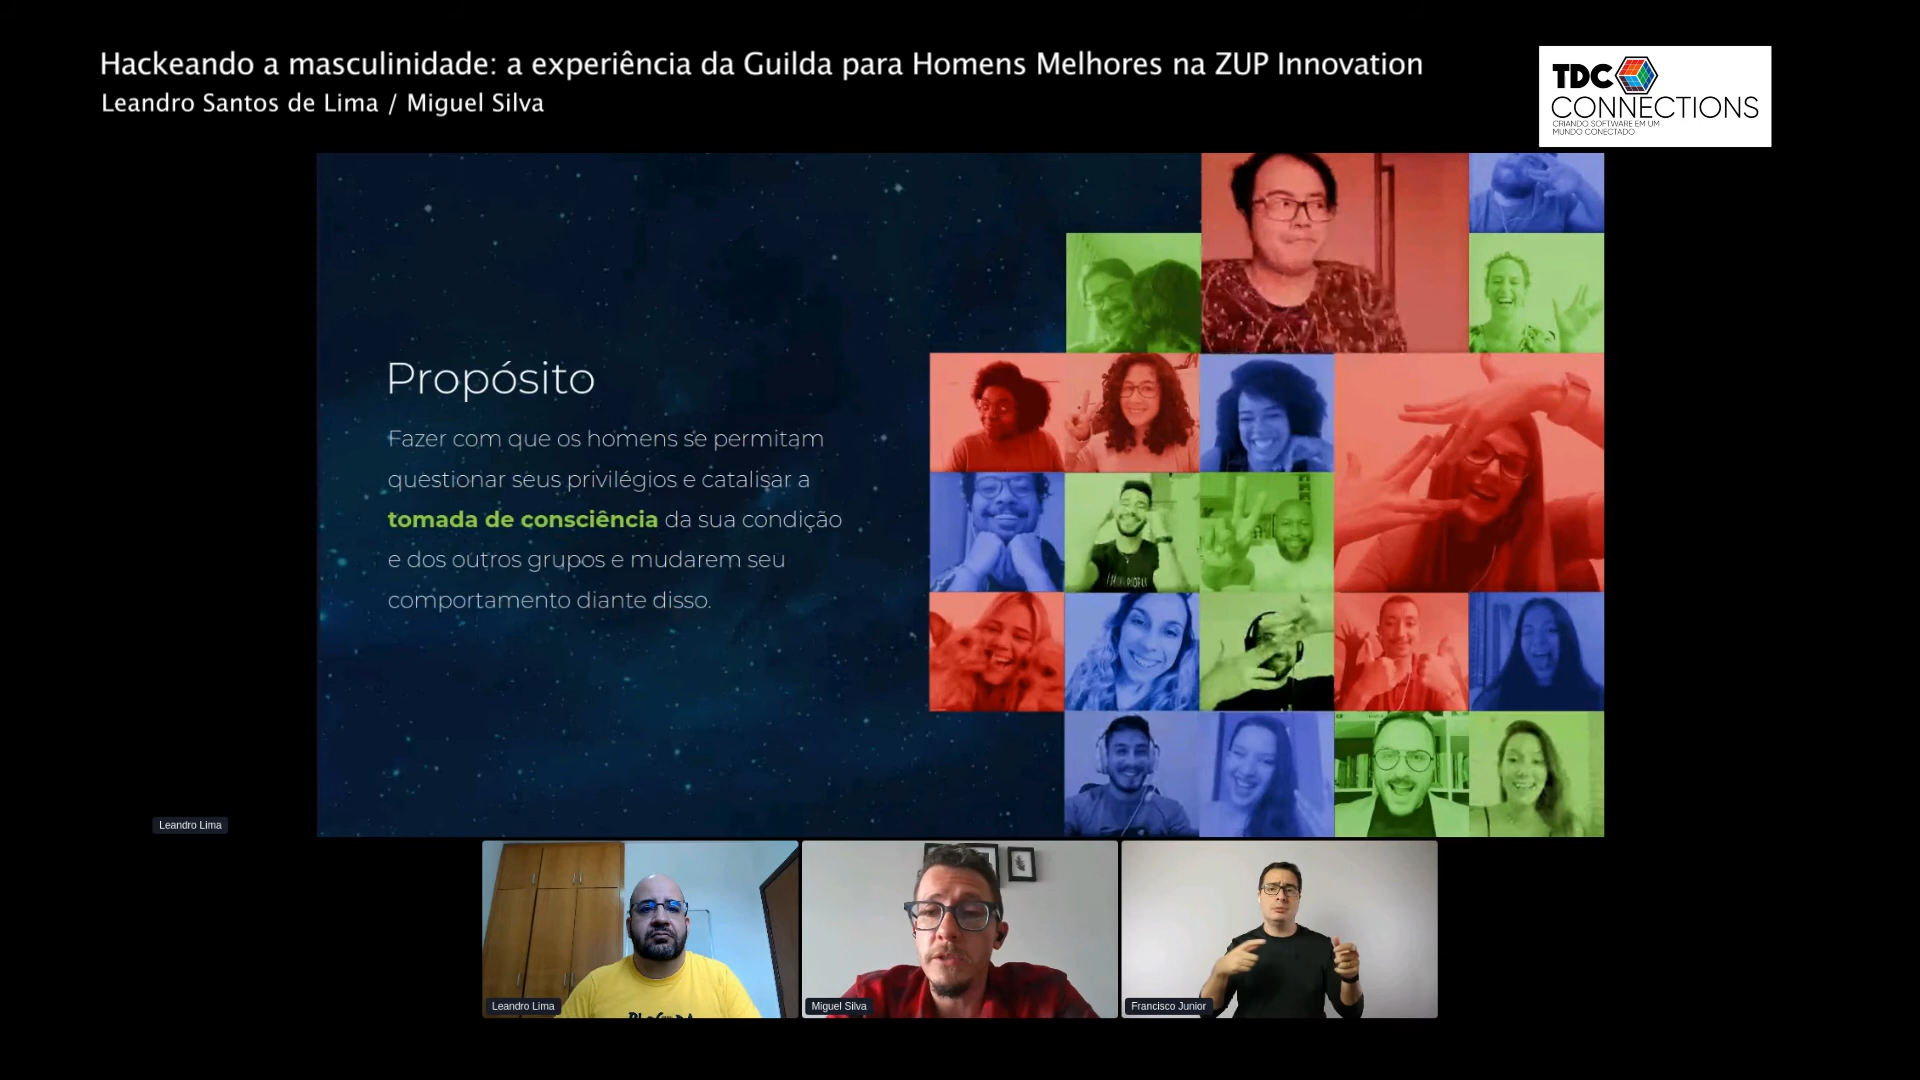 Hackeando a masculinidade: a experiência da Guilda para Homens Melhores na ZUP Innovation
Leandro Santos de Lima / Miguel Silva
TDC
CONNECTIONS
CRIANDO SOFTWARE EM UM
MUNDO CONECTADO
Propósito
Fazer com que os homens se permitam
questionar seus privilégios e catalisar a
tomada de consciência da sua condição
e dos outros grupos e mudarem seu
comportamento diante disso.
Leandro Lima
Leandro Lima
Miguel Silva
Francisco Junior